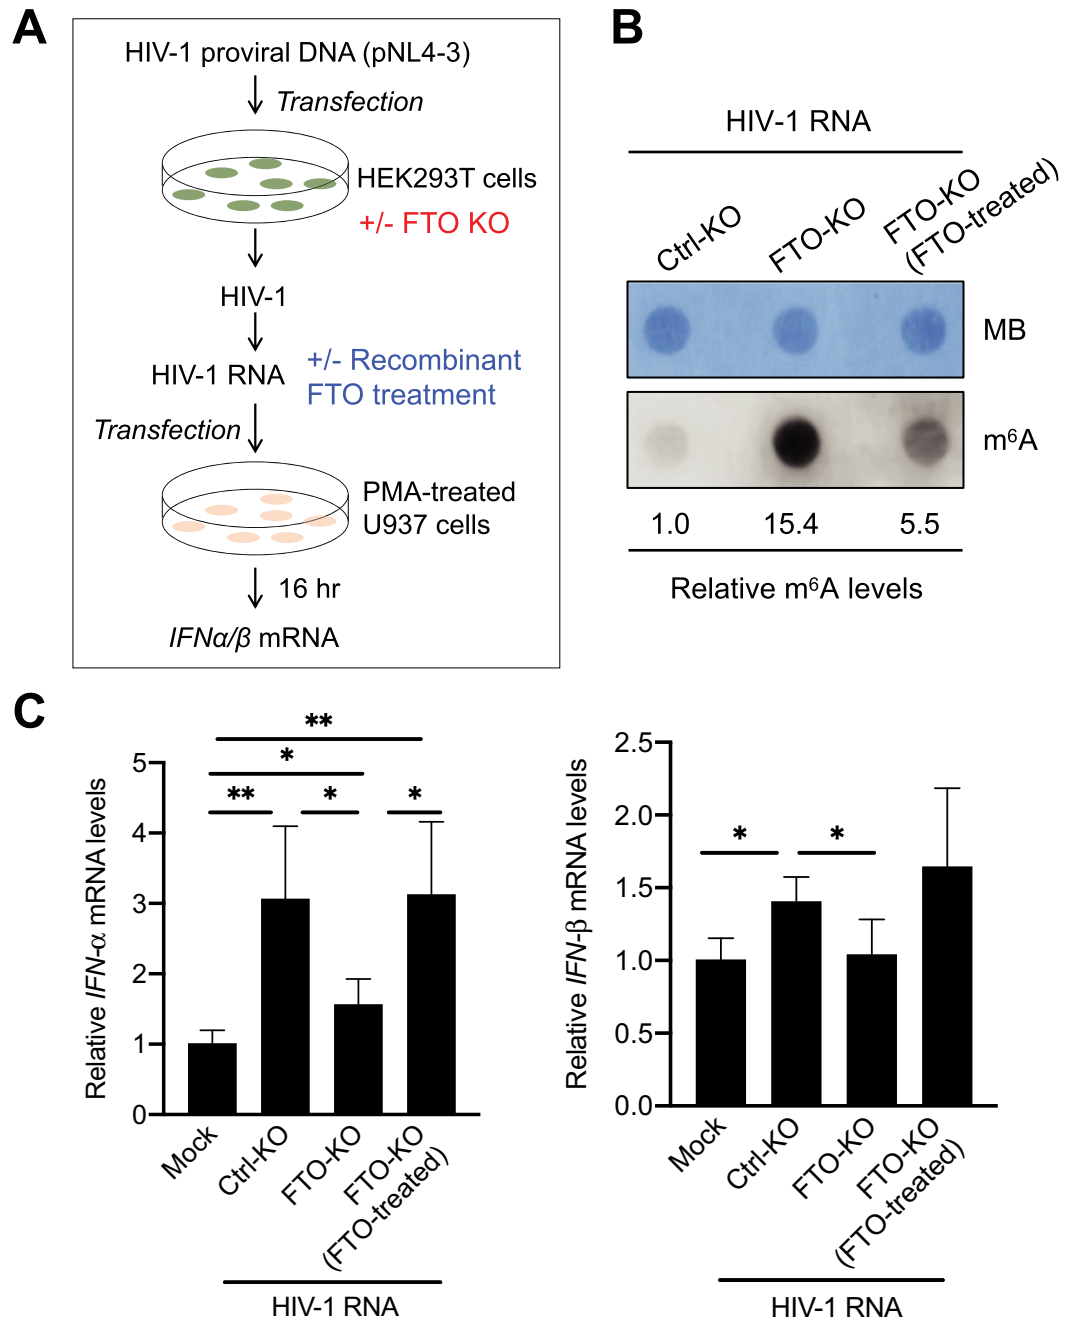 A
HIV-1 proviral DNA (pNL4-3)
Transfection
HEK293T cells
+/- FTO KO
HIV-1
HIV-1 RNA
+/- Recombinant
FTO treatment
Transfection
PMA-treated
U937 cells
16 hr
IFNα/β mRNA
B
HIV-1 RNA
Ctrl-KO
FTO-KO
FTO-KO
(FTO-treated)
MB
m⁶A
1.0 15.4 5.5
Relative m⁶A levels
C
Relative IFN-α mRNA levels
5
4
3
2
1
0
**
*
** * *
Mock
Ctrl-KO
FTO-KO
FTO-KO
(FTO-treated)
HIV-1 RNA
Relative IFN-β mRNA levels
2.5
2.0
1.5
1.0
0.5
0.0
* *
Mock
Ctrl-KO
FTO-KO
FTO-KO
(FTO-treated)
HIV-1 RNA